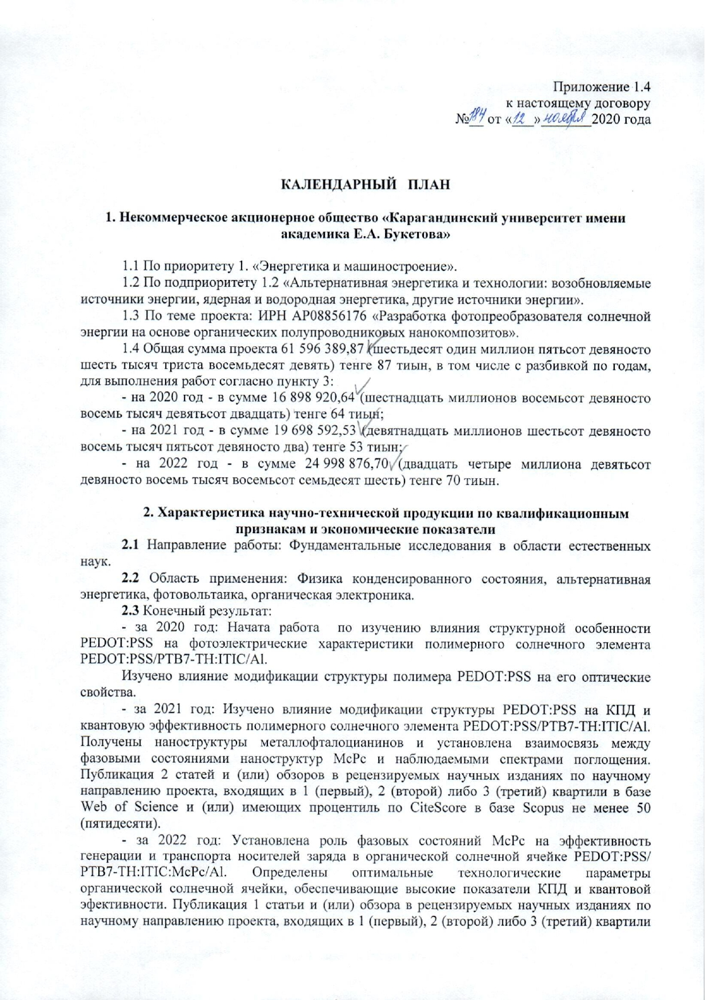 Приложение 1.4
к настоящему договору
№184 от «12» ноября 2020 года
КАЛЕНДАРНЫЙ ПЛАН
1. Некоммерческое акционерное общество «Карагандинский университет имени
академика Е.А. Букетова»
1.1 По приоритету 1. «Энергетика и машиностроение».
1.2 По подприоритету 1.2 «Альтернативная энергетика и технологии: возобновляемые
источники энергии, ядерная и водородная энергетика, другие источники энергии».
1.3 По теме проекта: ИРН AP08856176 «Разработка фотопреобразователя солнечной
энергии на основе органических полупроводниковых нанокомпозитов».
1.4 Общая сумма проекта 61 596 389,87 (шестьдесят один миллион пятьсот девяносто
шесть тысяч триста восемьдесят девять) тенге 87 тиын, в том числе с разбивкой по годам,
для выполнения работ согласно пункту 3:
- на 2020 год - в сумме 16 898 920,64 (шестнадцать миллионов восемьсот девяносто
восемь тысяч девятьсот двадцать) тенге 64 тиын;
- на 2021 год - в сумме 19 698 592,53 (девятнадцать миллионов шестьсот девяносто
восемь тысяч пятьсот девяносто два) тенге 53 тиын;
- на 2022 год - в сумме 24 998 876,70 (двадцать четыре миллиона девятьсот
девяносто восемь тысяч восемьсот семьдесят шесть) тенге 70 тиын.
2. Характеристика научно-технической продукции по квалификационным
признакам и экономические показатели
2.1 Направление работы: Фундаментальные исследования в области естественных
наук.
2.2 Область применения: Физика конденсированного состояния, альтернативная
энергетика, фотовольтаика, органическая электроника.
2.3 Конечный результат:
- за 2020 год: Начата работа по изучению влияния структурной особенности
PEDOT:PSS на фотоэлектрические характеристики полимерного солнечного элемента
PEDOT:PSS/PTB7-TH:ITIC/Al.
Изучено влияние модификации структуры полимера PEDOT:PSS на его оптические
свойства.
- за 2021 год: Изучено влияние модификации структуры PEDOT:PSS на КПД и
квантовую эффективность полимерного солнечного элемента PEDOT:PSS/PTB7-TH:ITIC/Al.
Получены наноструктуры металлофталоцианинов и установлена взаимосвязь между
фазовыми состояниями наноструктур McPc и наблюдаемыми спектрами поглощения.
Публикация 2 статей и (или) обзоров в рецензируемых научных изданиях по научному
направлению проекта, входящих в 1 (первый), 2 (второй) либо 3 (третий) квартили в базе
Web of Science и (или) имеющих процентиль по CiteScore в базе Scopus не менее 50
(пятидесяти).
- за 2022 год: Установлена роль фазовых состояний McPc на эффективность
генерации и транспорта носителей заряда в органической солнечной ячейке PEDOT:PSS/
PTB7-TH:ITIC:McPc/Al. Определены оптимальные технологические параметры
органической солнечной ячейки, обеспечивающие высокие показатели КПД и квантовой
эфективности. Публикация 1 статьи и (или) обзора в рецензируемых научных изданиях по
научному направлению проекта, входящих в 1 (первый), 2 (второй) либо 3 (третий) квартили